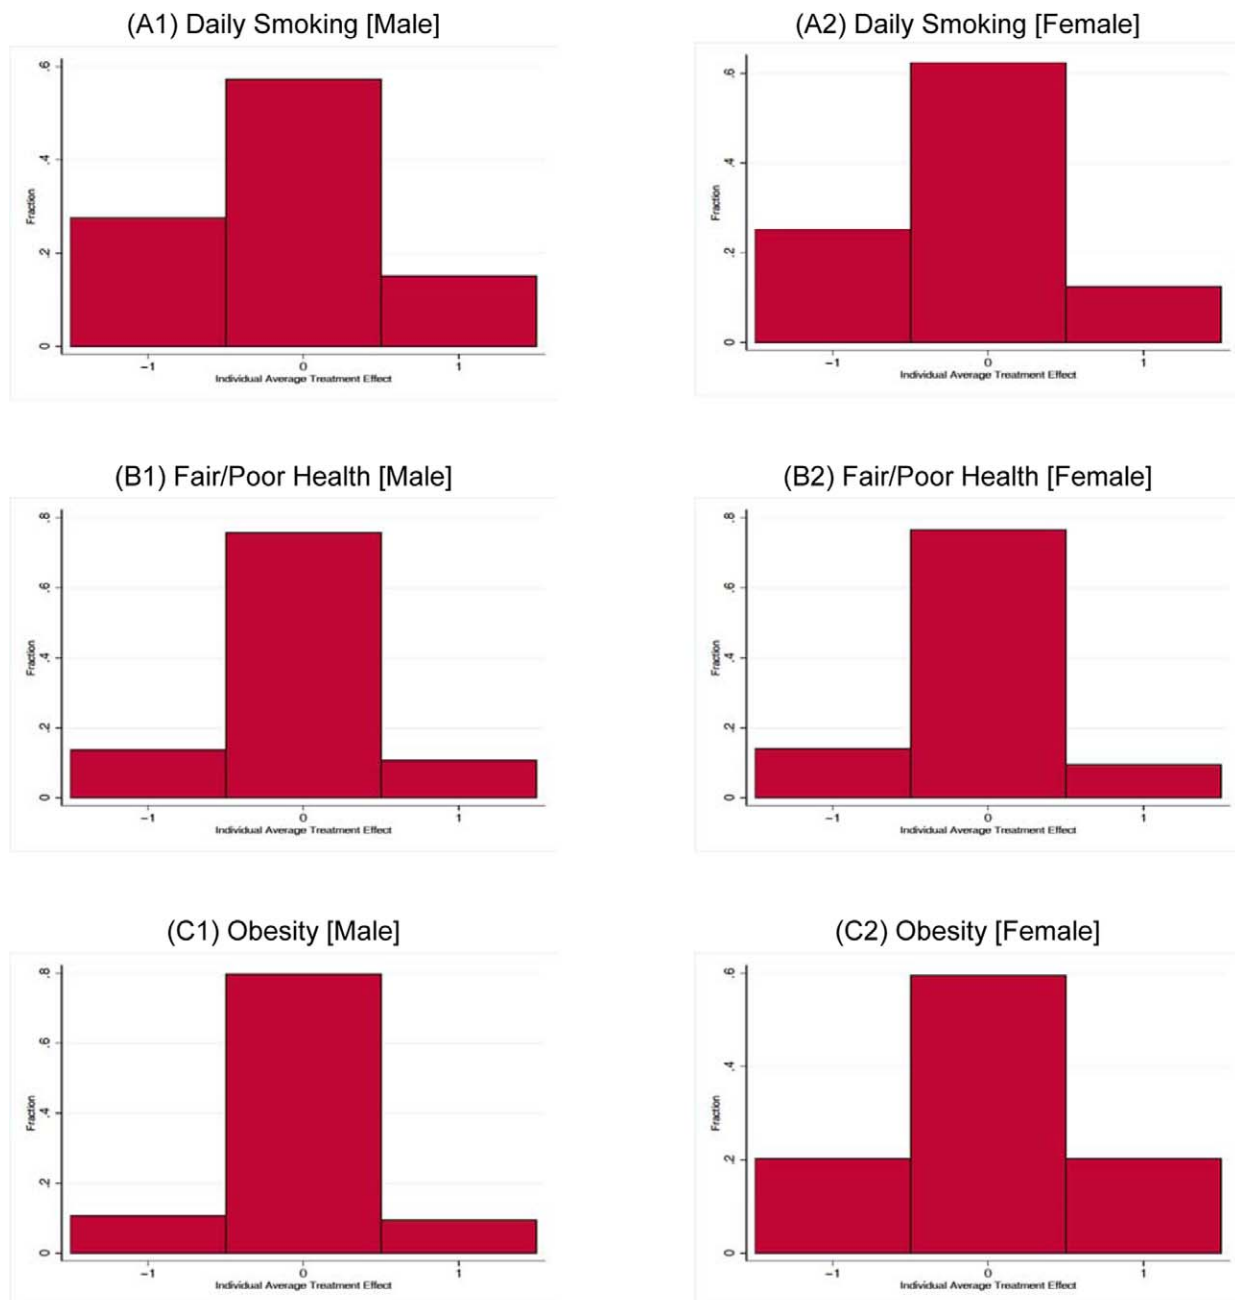 (A1) Daily Smoking [Male]
.6
.4
.2
0
Fraction
-1 0 1
Individual Average Treatment Effect
(A2) Daily Smoking [Female]
.6
.4
.2
0
Fraction
-1 0 1
Individual Average Treatment Effect
(B1) Fair/Poor Health [Male]
.8
.6
.4
.2
0
Fraction
-1 0 1
Individual Average Treatment Effect
(B2) Fair/Poor Health [Female]
.8
.6
.4
.2
0
Fraction
-1 0 1
Individual Average Treatment Effect
(C1) Obesity [Male]
.8
.6
.4
.2
0
Fraction
-1 0 1
Individual Average Treatment Effect
(C2) Obesity [Female]
.6
.4
.2
0
Fraction
-1 0 1
Individual Average Treatment Effect